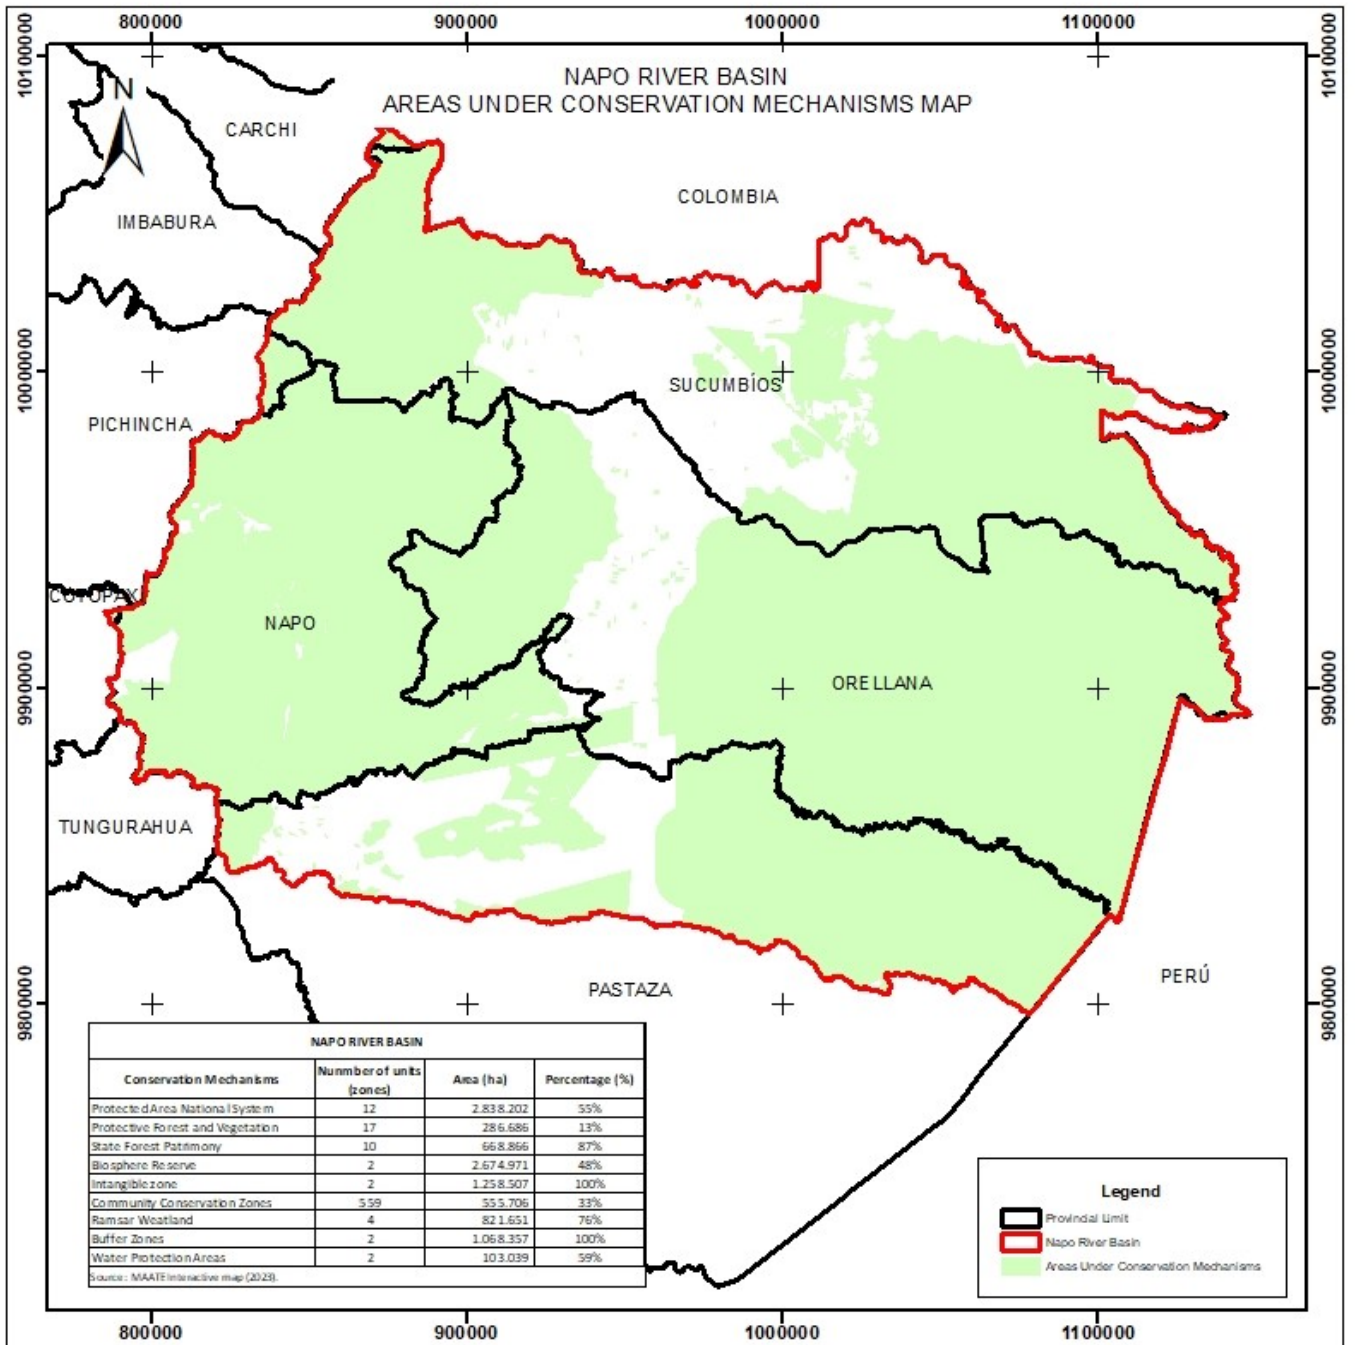 800000 900000 1000000 1100000
10100000 10100000
NAPO RIVER BASIN
AREAS UNDER CONSERVATION MECHANISMS MAP
N
CARCHI
COLOMBIA
IMBABURA
10000000 10000000
SUCUMBÍOS
PICHINCHA
COTOPAXI
NAPO
9900000 9900000
ORELLANA
TUNGURAHUA
PASTAZA
PERÚ
9800000 9800000
NAPO RIVER BASIN
Conservation Mechanisms Nunmber of units (zones) Area (ha) Percentage (%)
Protected Area National System 12 2.838.202 55%
Protective Forest and Vegetation 17 286.686 13%
State Forest Patrimony 10 668.866 87%
Biosphere Reserve 2 2.674.971 48%
Intangible zone 2 1.258.507 100%
Community Conservation Zones 559 555.706 33%
Ramsar Weatland 4 821.651 76%
Buffer Zones 2 1.068.357 100%
Water Protection Areas 2 103.039 59%
Source: MAATE Interactive map (2023).
Legend
Provincial Limit
Napo River Basin
Areas Under Conservation Mechanisms
800000 900000 1000000 1100000